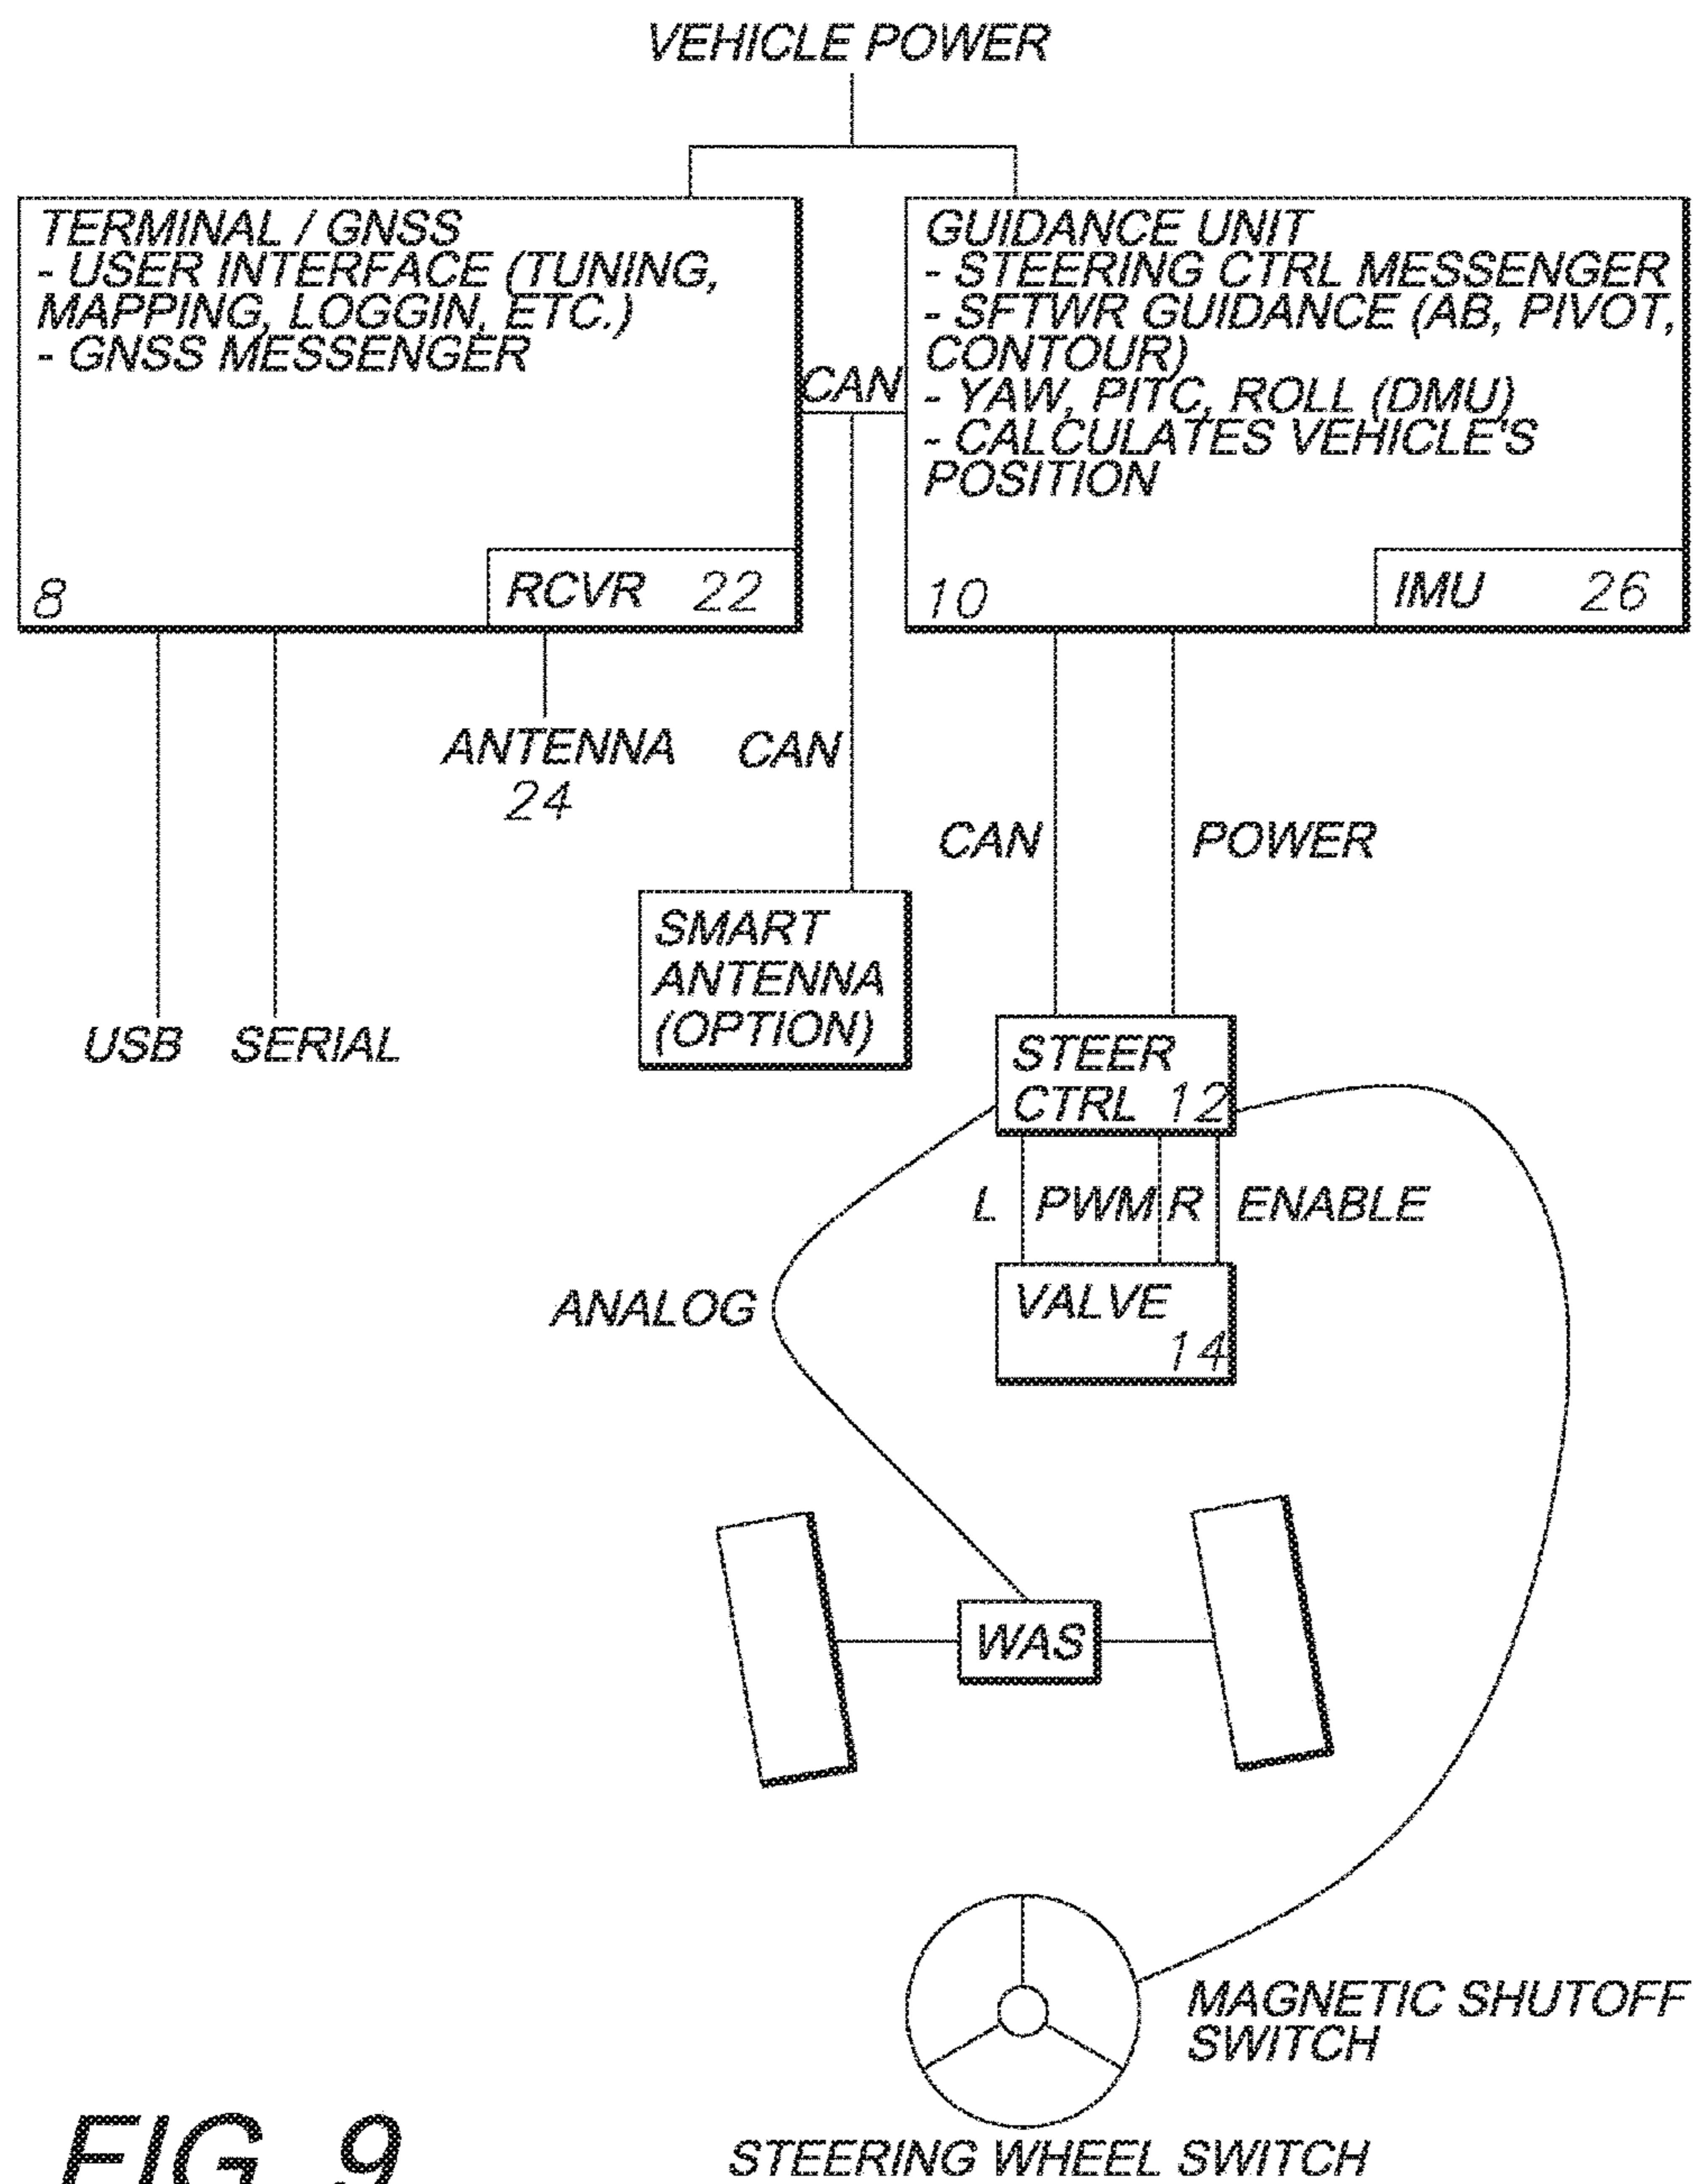 VEHICLE POWER
TERMINAL / GNSS
- USER INTERFACE (TUNING,
MAPPING, LOGGIN, ETC.)
- GNSS MESSENGER
8
RCVR 22
CAN
GUIDANCE UNIT
- STEERING CTRL MESSENGER
- SFTWR GUIDANCE (AB, PIVOT,
CONTOUR)
- YAW, PITC, ROLL (DMU)
- CALCULATES VEHICLE'S
POSITION
10
IMU 26
ANTENNA
24
CAN
CAN
POWER
USB
SERIAL
SMART
ANTENNA
(OPTION)
STEER
CTRL 12
L
PWM
R
ENABLE
VALVE
14
ANALOG
WAS
MAGNETIC SHUTOFF
SWITCH
STEERING WHEEL SWITCH
FIG. 9